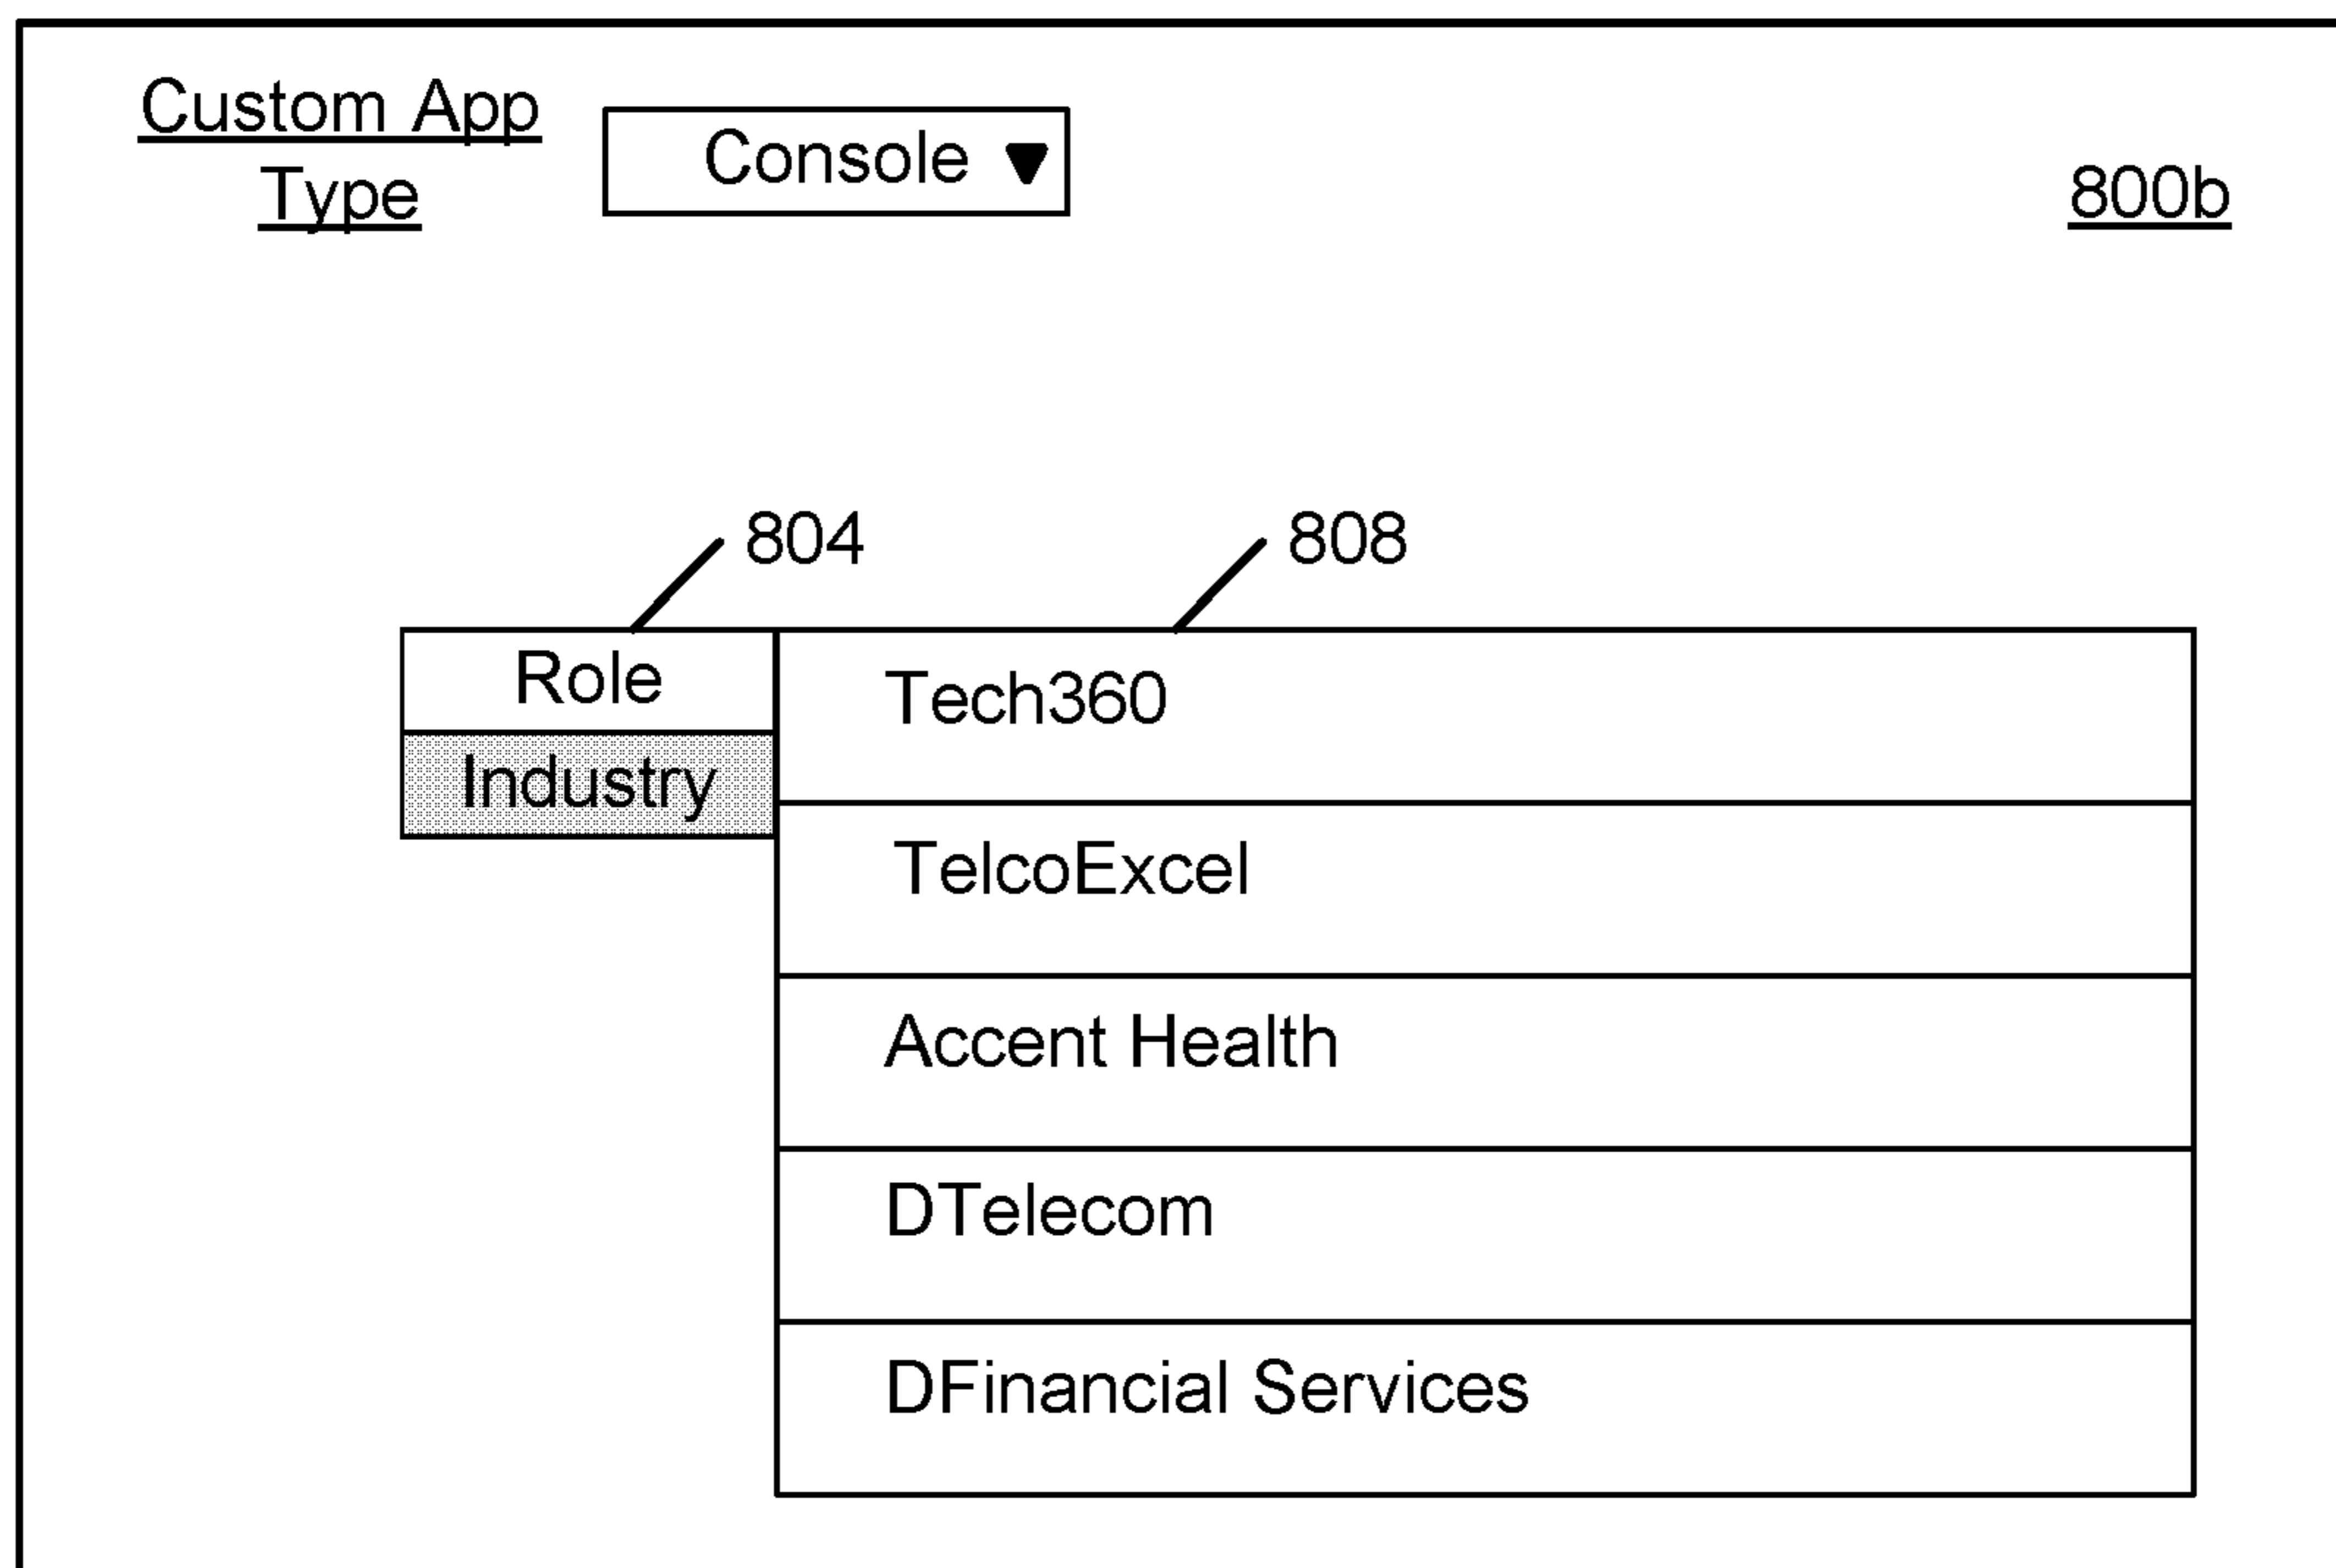 Custom App
Type
Console
800b
804
808
Role
Industry
Tech360
TelcoExcel
Accent Health
DTelecom
DFinancial Services